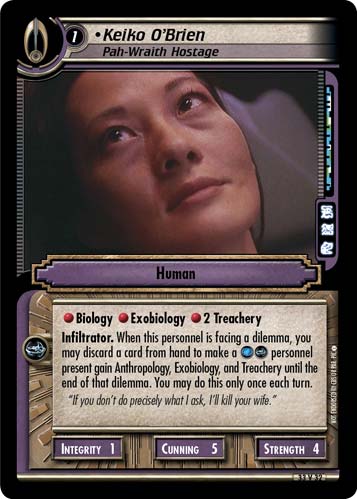 1
•Keiko O'Brien
Pah-Wraith Hostage
Human
Biology Exobiology 2 Treachery
Infiltrator. When this personnel is facing a dilemma, you
may discard a card from hand to make a personnel
present gain Anthropology, Exobiology, and Treachery until the
end of that dilemma. You may do this only once each turn.
"If you don't do precisely what I ask, I'll kill your wife."
INTEGRITY 1 CUNNING 5 STRENGTH 4
33 V 32